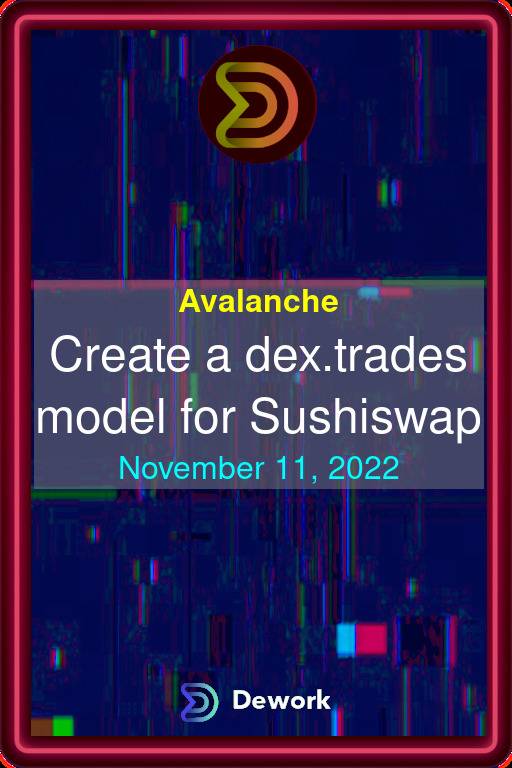 Avalanche
Create a dex.trades
model for Sushiswap
November 11, 2022
Dework